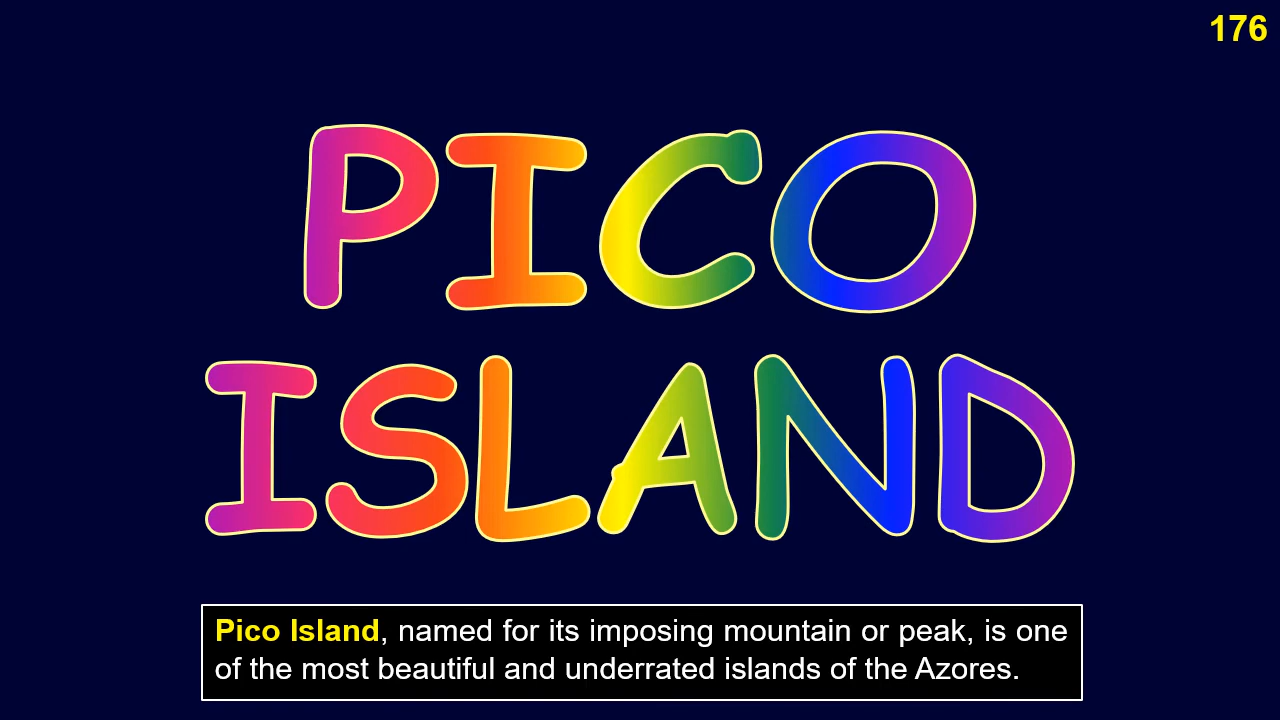 176
PICO
ISLAND
Pico Island, named for its imposing mountain or peak, is one
of the most beautiful and underrated islands of the Azores.